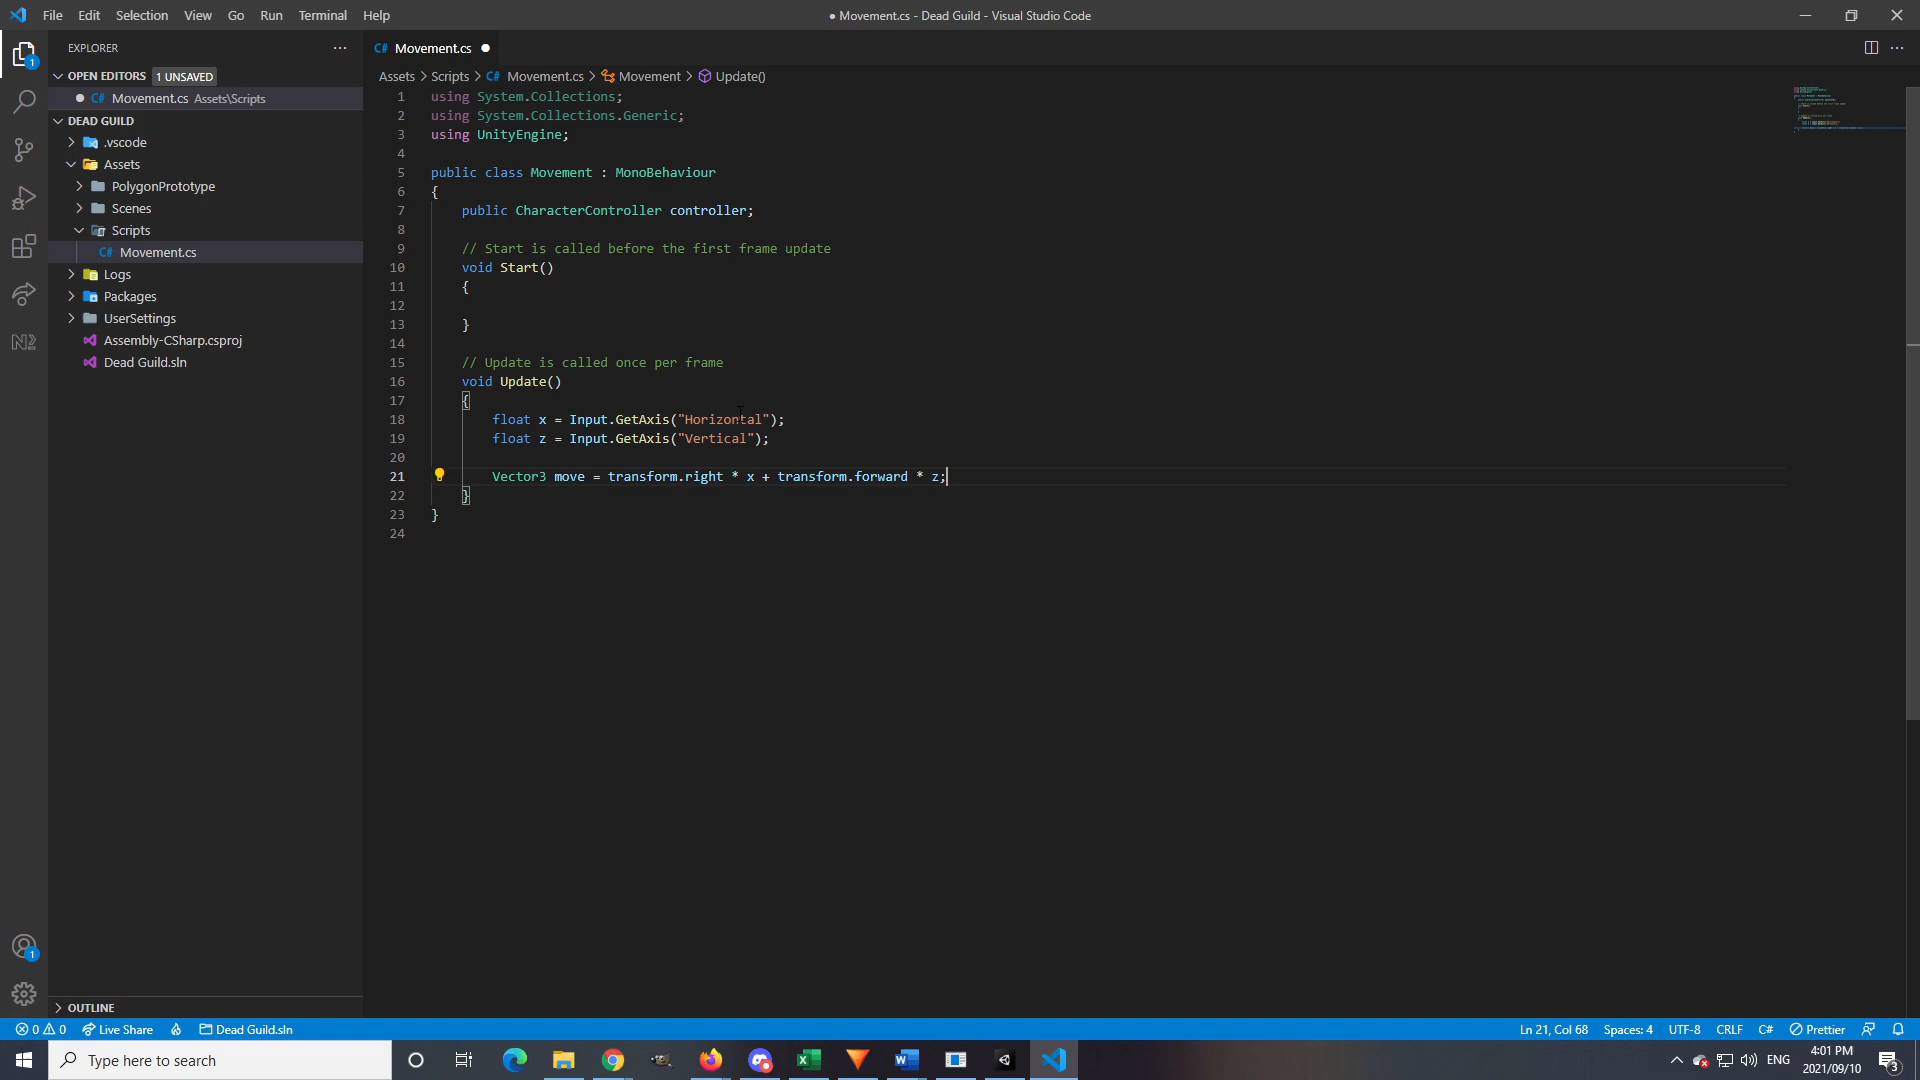 File Edit Selection View Go Run Terminal Help
● Movement.cs - Dead Guild - Visual Studio Code
EXPLORER
OPEN EDITORS 1 UNSAVED
C# Movement.cs Assets\Scripts
DEAD GUILD
.vscode
Assets
PolygonPrototype
Scenes
Scripts
C# Movement.cs
Logs
Packages
UserSettings
Assembly-CSharp.csproj
Dead Guild.sln
OUTLINE
C# Movement.cs
Assets > Scripts > C# Movement.cs > Movement > Update()
1 using System.Collections;
2 using System.Collections.Generic;
3 using UnityEngine;
4
5 public class Movement : MonoBehaviour
6 {
7 public CharacterController controller;
8
9 // Start is called before the first frame update
10 void Start()
11 {
12
13 }
14
15 // Update is called once per frame
16 void Update()
17 {
18 float x = Input.GetAxis("Horizontal");
19 float z = Input.GetAxis("Vertical");
20
21 Vector3 move = transform.right * x + transform.forward * z;
22 }
23 }
24
1
1
0 0 Live Share Dead Guild.sln
Ln 21, Col 68 Spaces: 4 UTF-8 CRLF C# Prettier
Type here to search
ENG
4:01 PM
2021/09/10
3